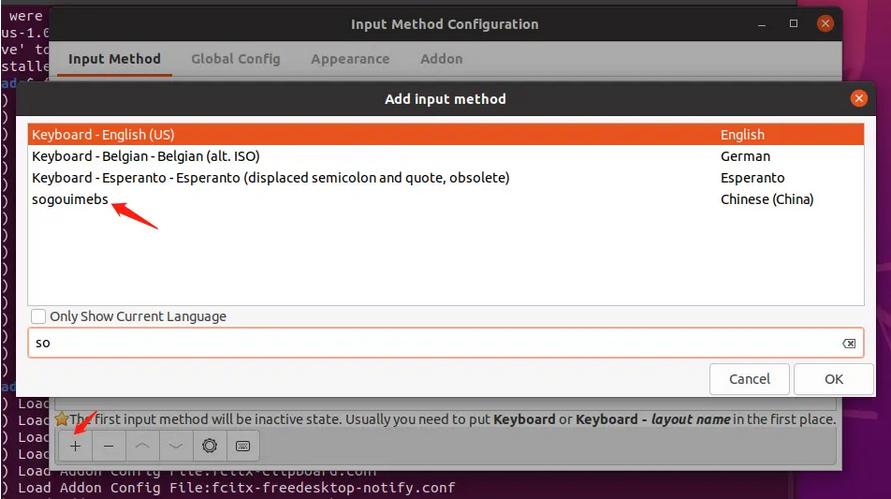 were
Input Method Configuration
us-1.0
ve' to
Input Method Global Config Appearance Addon
stalle
Add input method
Keyboard - English (US) English
Keyboard - Belgian - Belgian (alt. ISO) German
Keyboard - Esperanto - Esperanto (displaced semicolon and quote, obsolete) Esperanto
sogouimebs Chinese (China)
Only Show Current Language
so
Cancel OK
) Load
The first input method will be inactive state. Usually you need to put Keyboard or Keyboard - layout name in the first place.
) Load
) Load
) Load
) Load Addon Config File:fcitx-clipboard.conf
) Load Addon Config File:fcitx-freedesktop-notify.conf